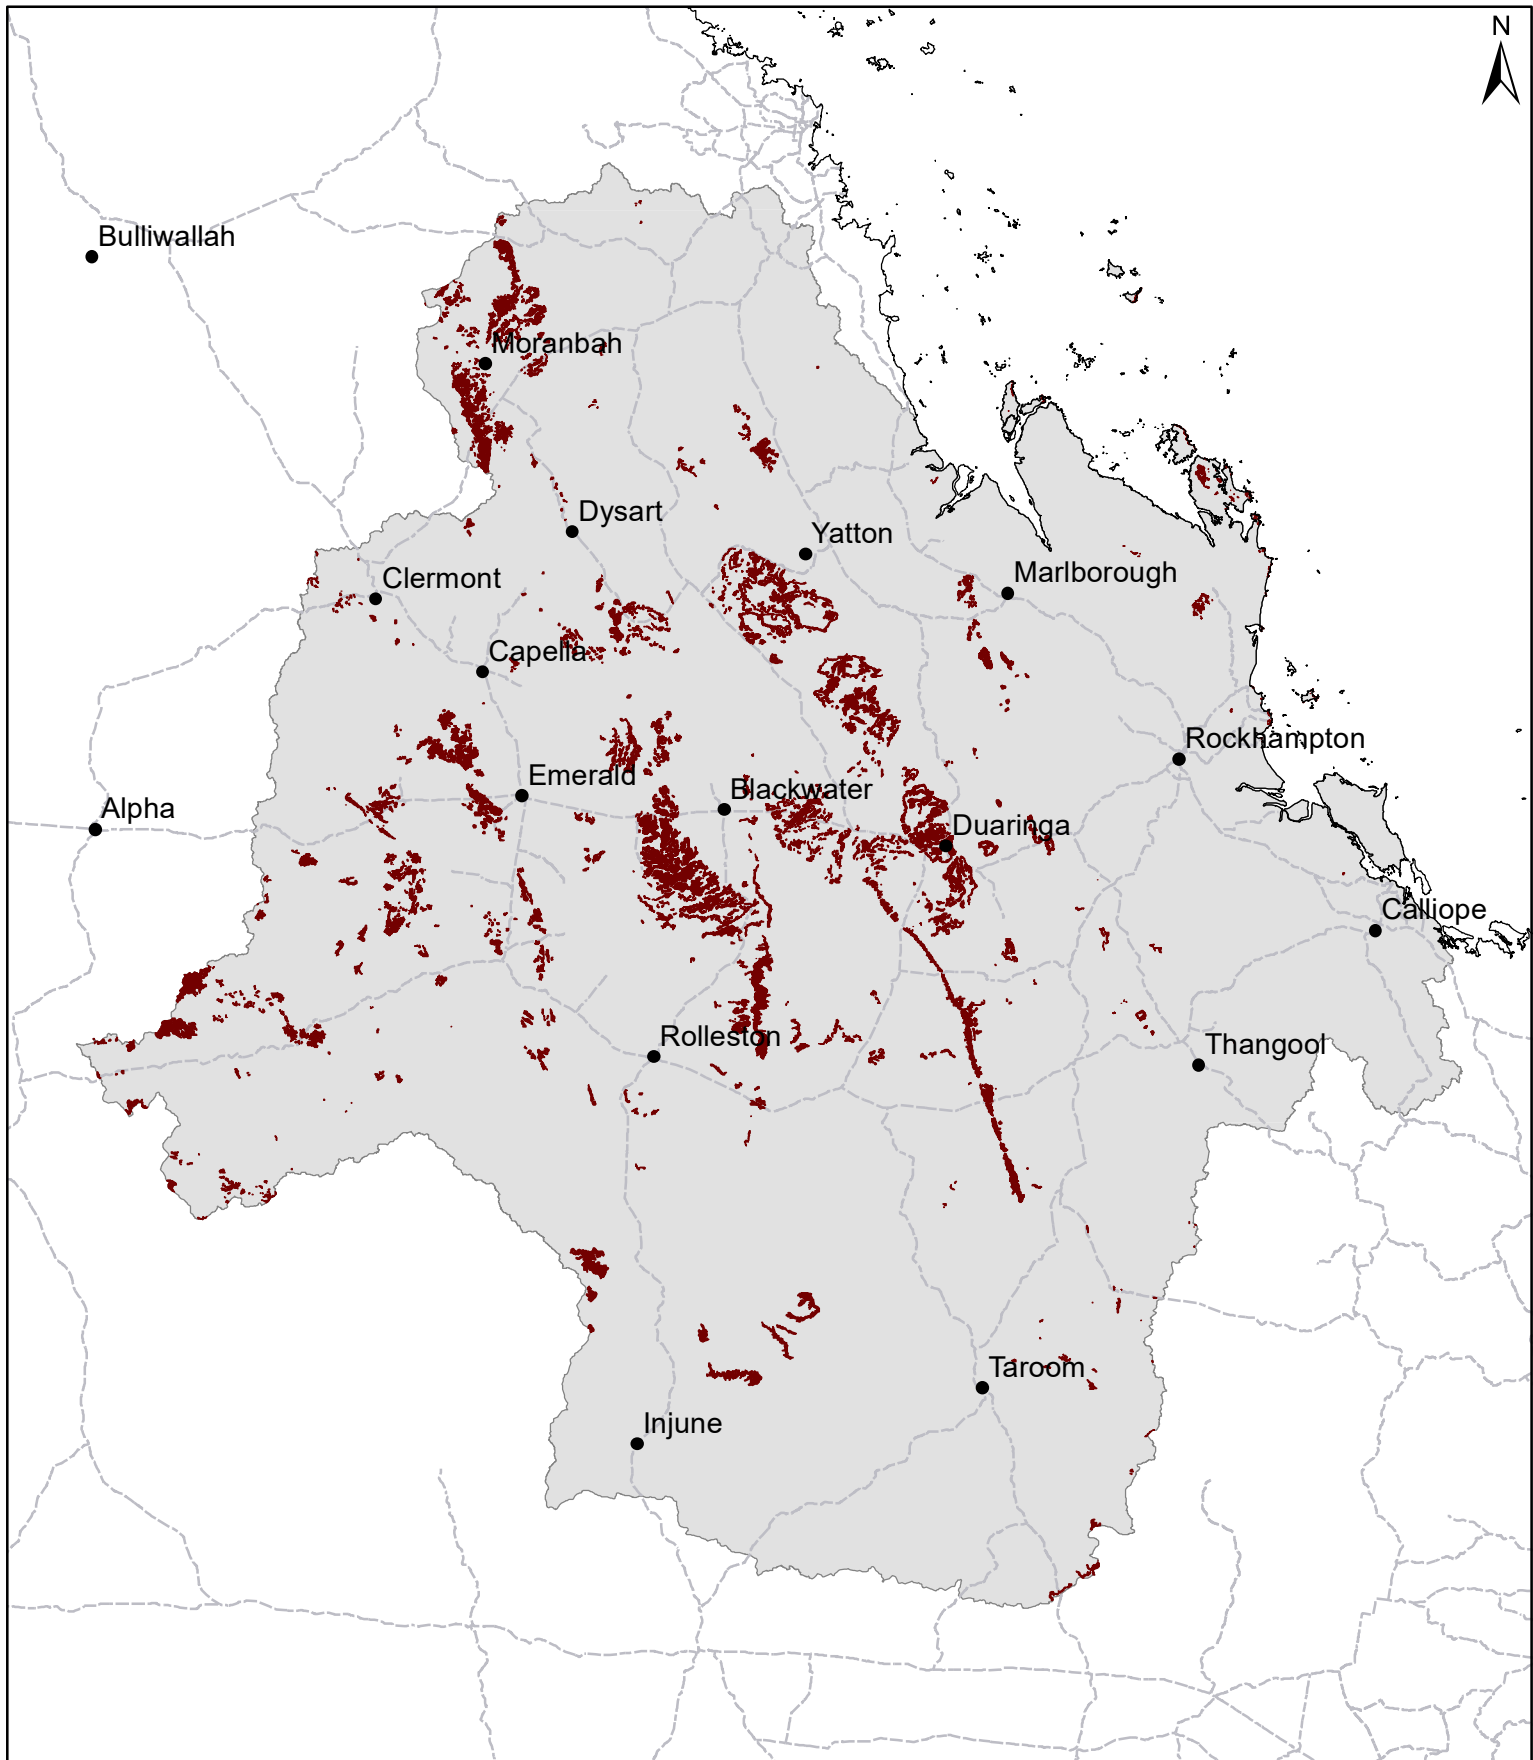 N
Bulliwallah
Moranbah
Dysart
Yatton
Clermont
Marlborough
Capella
Rockhampton
Emerald
Blackwater
Alpha
Duaringa
Calliope
Rolleston
Thangool
Taroom
Injune